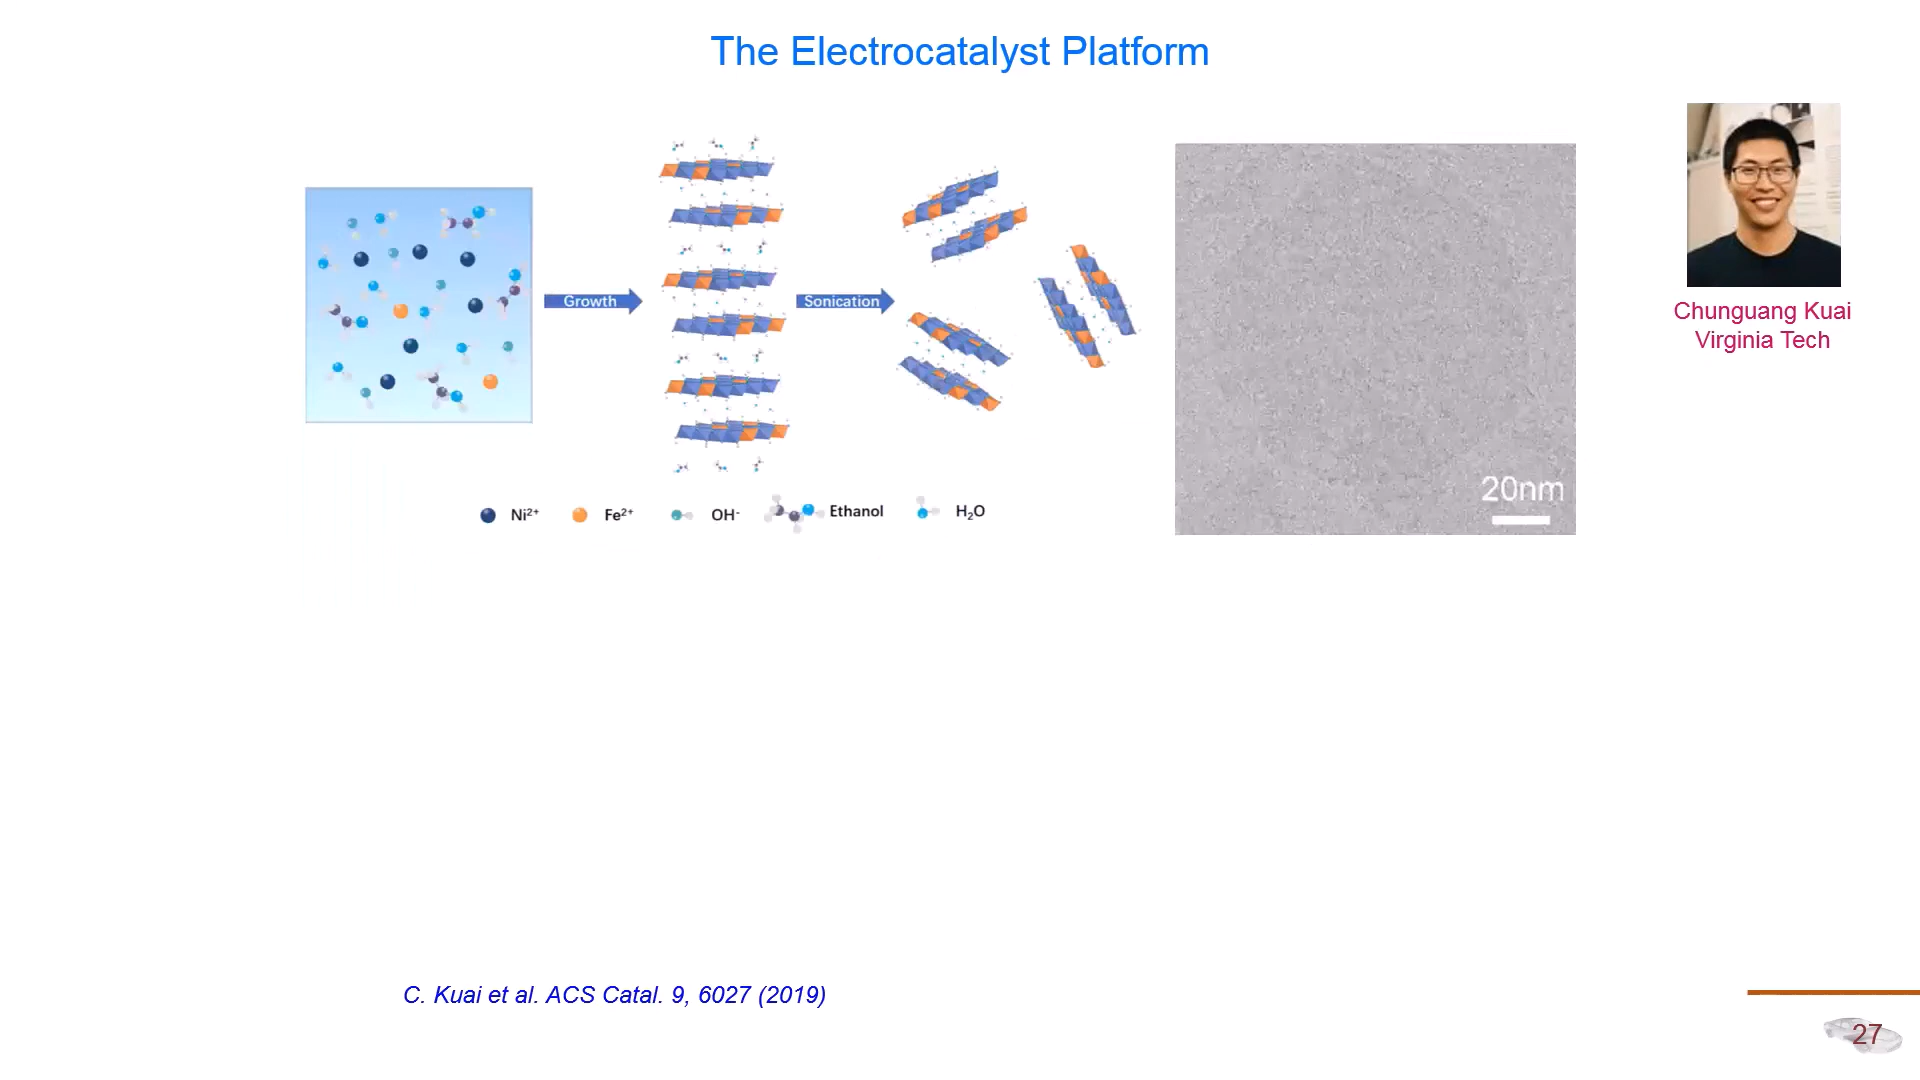 The Electrocatalyst Platform
Growth
Sonication
20nm
Chunguang Kuai
Virginia Tech
Ni²⁺
Fe²⁺
OH⁻
Ethanol
H₂O
C. Kuai et al. ACS Catal. 9, 6027 (2019)
27